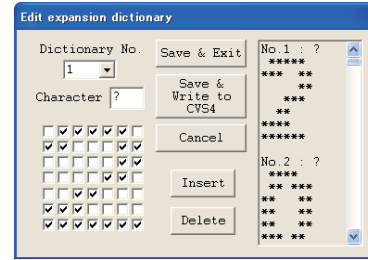 Edit expansion dictionary
Dictionary No.
1
Character ?
Save & Exit
Save &
Write to
CVS4
Cancel
Insert
Delete
No.1 : ?
*****
*** **
**
***
**
****
******
No.2 : ?
****
** ***
** **
** **
** **
*** **